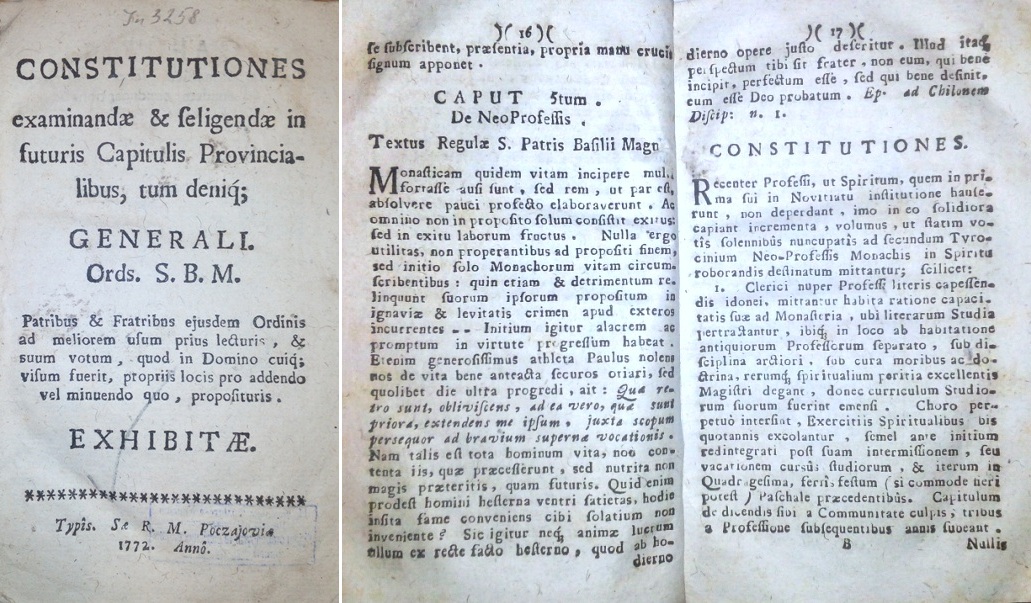 Jn 3258
CONSTITUTIONES
examinandæ & seligendæ in
futuris Capitulis Provincia-
libus, tum deniq;
GENERALI.
Ords. S. B. M.
Patribus & Fratribus ejusdem Ordinis
ad meliorem usum prius lecturis, &
suum votum, quod in Domino cuiq;
visum fuerit, propriis locis pro addendo
vel minuendo quo, proposituris.
EXHIBITÆ.
Typîs. S. R. M. Poczajoviæ
1772. Annô.
)( 16 )(
se subscribent, præsentia, propria manu crucis
signum apponet.
CAPUT 5tum.
De NeoProfessis.
Textus Regulæ S. Patris Basilii Magn
Monasticam quidem vitam incipere mul.
fortasse ausi sunt, sed rem, ut par est,
absolvere pauci profecto elaboraverunt. Ac
omnino non in proposito solum consistit exitus:
sed in exitu laborum fructus. Nulla ergo
utilitas, non properantibus ad propositi finem,
sed initio solo Monachorum vitam circum-
scribentibus: quin etiam & detrimentum re-
linquunt suorum ipsorum propositum in
ignaviæ & levitatis crimen apud exteros
incurrentes -- Initium igitur alacrem ac
promptum in virtute progressum habeat.
Etenim generosissimus athleta Paulus nolens
nos de vita bene anteacta securos otiari, sed
quolibet die ultra progredi, ait: Quæ re-
tro sunt, obliviscens, ad ea vero, quæ sunt
priora, extendens me ipsum, juxta scopum
persequor ad bravium supernæ vocationis.
Nam talis est tota hominum vita, non con-
tenta iis, quæ præcesserunt, sed nutrita non
magis præteritis, quam futuris. Quid enim
prodest homini hesterna ventri satietas, hodie
insita fame conveniens cibi solatium non
inveniente? Sic igitur neq; animæ lucrum
ullum ex recte facto hesterno, quod ab ho-
dierno
)( 17 )(
dierno opere justo deseritur. Illud itaq;
perspectum tibi sit frater, non eum, qui bene
incipit, perfectum esse, sed qui bene definit,
eum esse Deo probatum. Ep. ad Chilonem
Discip: n. 1.
CONSTITUTIONES.
Recenter Professi, ut Spiritum, quem in pri-
ma sui in Novitiatu institutione hause-
runt, non deperdant, imo in eo solidiora
capiant incrementa, volumus, ut statim vo-
tîs solennibûs nuncupatîs ad secundum Tyro-
cinium Neo-Professis Monachis in Spiritu
roborandis destinatum mittantur; scilicet:
1. Clerici nuper Professi literis capessen-
dis idonei, mittantur habita ratione capaci-
tatis suæ ad Monasteria, ubi literarum Studia
pertractantur, ibiq; in loco ab habitatione
antiquiorum Professorum separato, sub di-
sciplina arctiori, sub cura moribus ac do-
ctrina, rerumq; spiritualium peritia excellentis
Magistri degant, donec curriculum Studio-
rum suorum fuerint emensi. Choro per-
petuò intersint, Exercitiis Spiritualibus bis
quotannis excolantur, semel ante initium
redintegrati post suam intermissionem, seu
vacationem cursûs studiorum, & iterum in
Quadragesima, ferrì, festum (si commode fieri
potest) Paschale præcedentibus. Capitulum
de dicendis sibi a Communitate culpis, tribus
a Professione subsequentibus annis subeant.
B
Nullis